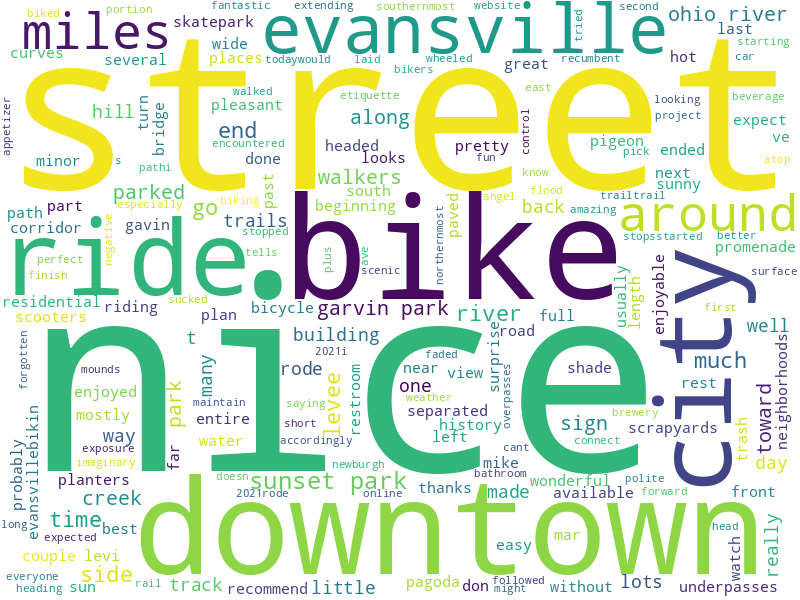 fantastic extending southernmost website second
biked portion
miles skatepark evansville tried ohio river
curves wide last
several places todaywould laid wheeled recumbent downtown starting
street
bikers great hot car
appetizer turn hill pleasant walked etiquette east looking beverage
bridge end along control project expect
minor encountered headed pretty pigeon ve
s done looks fun pick ended atop
pathi walkers know flood next sunny
part parked past south biking angel trailtrail
path especially go beginning back amazing around
corridor gavin trails paved stopsstarted better
negative stopped bike promenade
perfect ride. tells plus ave scenic northernmost
finish sucked usually length enjoyable surface
residential riding bicycle garvin park river full city first
scooters plan building road well
t 2021i faded near view surprise shade much
forgotten mounds many rode one overpasses rest
enjoyed maintain saying weather separated brewery toward neighborhoods
mostly park entire short levee restroom history sign scrapyards
way water accordingly left cant connect trash
exposure far nice
imaginary doesn newburgh mike bathroom polite day
probably evansvillebikin planters sunset park wonderful forward
creek 2021rode online thanks made available front
long time best downtown easy mar head watch really
expected couple levi
everyone side rail track pagoda don followed without lots
heading sun recommend little might underpasses